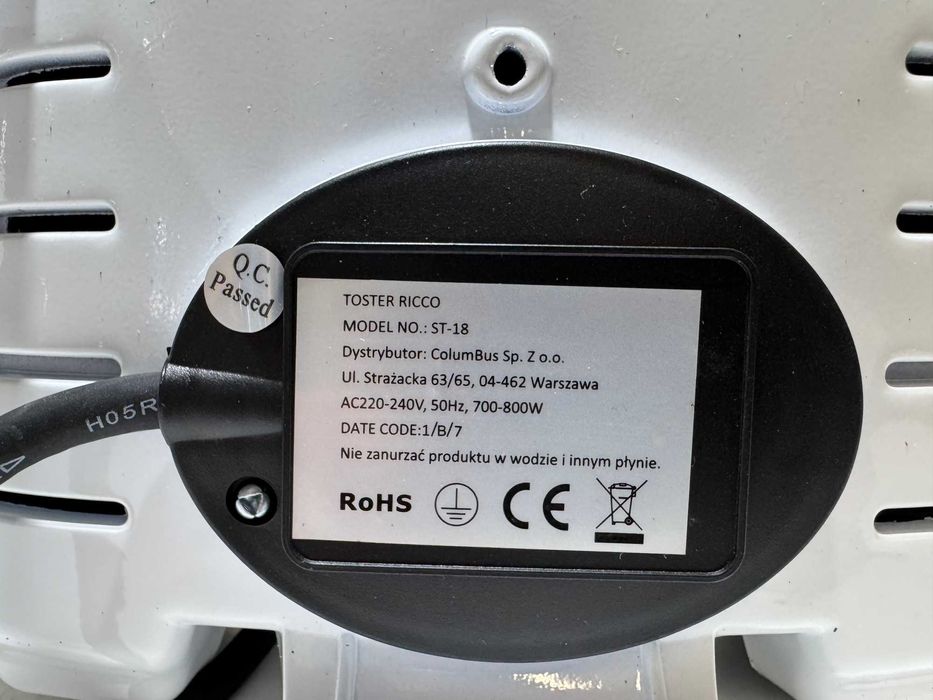 Q.C.
Passed
TOSTER RICCO
MODEL NO.: ST-18
Dystrybutor: ColumBus Sp. Z o.o.
Ul. Strażacka 63/65, 04-462 Warszawa
AC220-240V, 50Hz, 700-800W
DATE CODE:1/B/7
Nie zanurzać produktu w wodzie i innym płynie.
RoHS CE
H05R